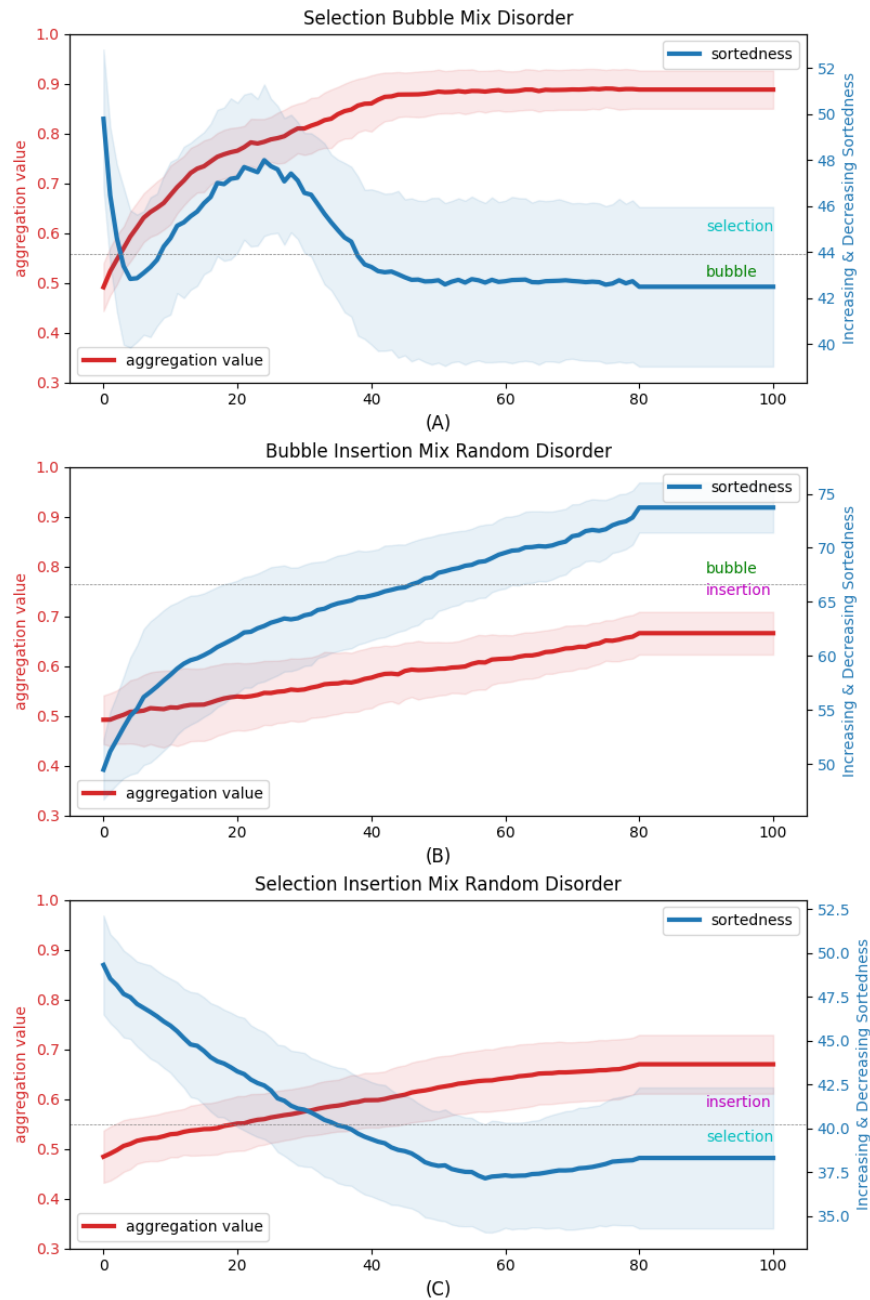 Selection Bubble Mix Disorder
1.0
0.9
0.8
0.7
0.6
0.5
0.4
0.3
aggregation value
sortedness
52
50
48
46
44
42
40
Increasing & Decreasing Sortedness
selection
bubble
aggregation value
0 20 40 60 80 100
(A)
Bubble Insertion Mix Random Disorder
1.0
0.9
0.8
0.7
0.6
0.5
0.4
0.3
aggregation value
sortedness
75
70
65
60
55
50
Increasing & Decreasing Sortedness
bubble
insertion
aggregation value
0 20 40 60 80 100
(B)
Selection Insertion Mix Random Disorder
1.0
0.9
0.8
0.7
0.6
0.5
0.4
0.3
aggregation value
sortedness
52.5
50.0
47.5
45.0
42.5
40.0
37.5
35.0
Increasing & Decreasing Sortedness
insertion
selection
aggregation value
0 20 40 60 80 100
(C)